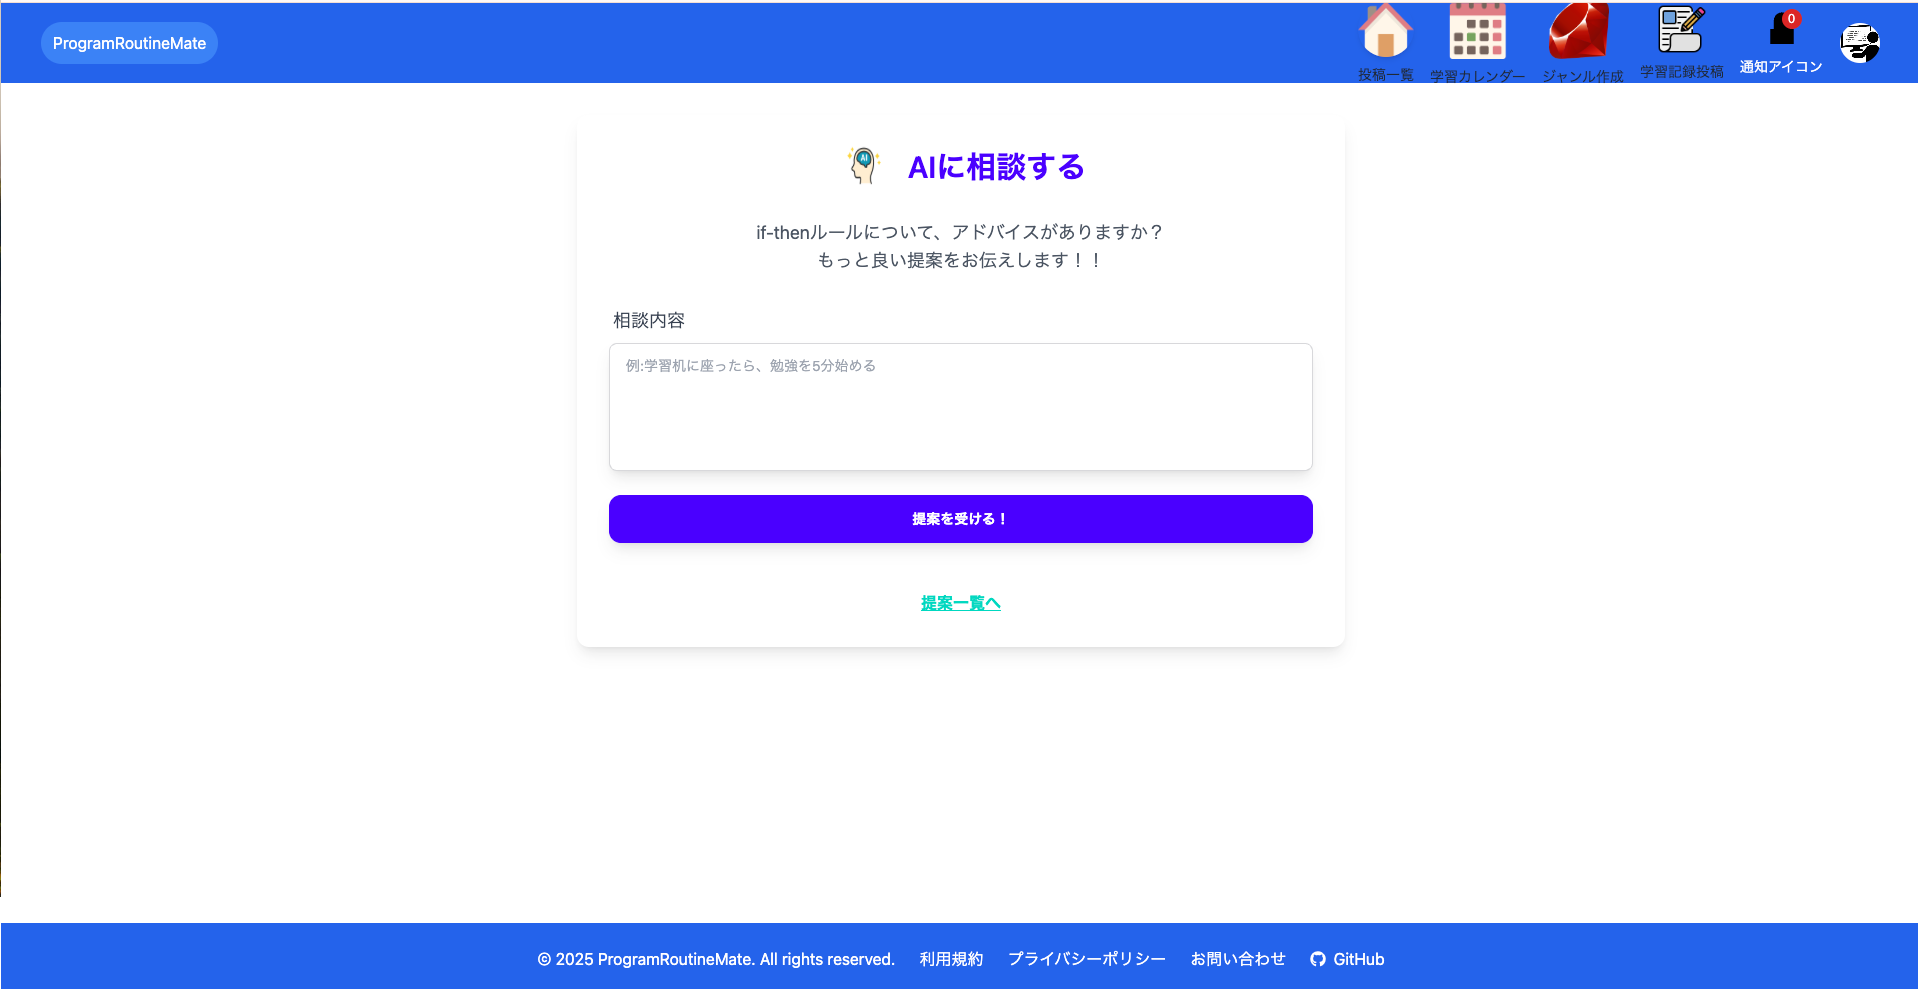 ProgramRoutineMate
投稿一覧
学習カレンダー
ジャンル作成
学習記録投稿
0
通知アイコン
AI
AIに相談する
if-thenルールについて、アドバイスがありますか？
もっと良い提案をお伝えします！！
相談内容
例:学習机に座ったら、勉強を5分始める
提案を受ける！
提案一覧へ
© 2025 ProgramRoutineMate. All rights reserved. 利用規約 プライバシーポリシー お問い合わせ GitHub